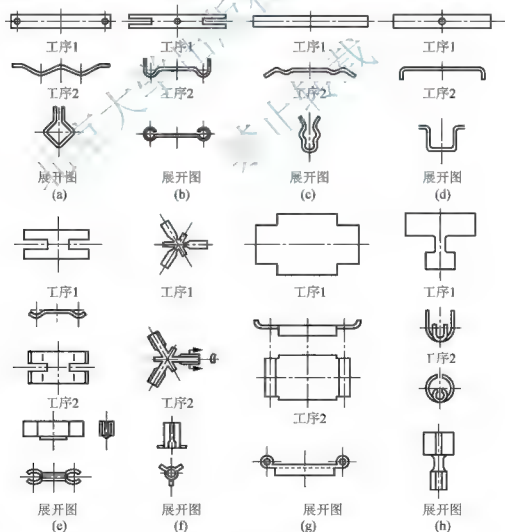 工序1 工序1 工序1 工序1
工序2 工序2 工序2 工序2
展开图 展开图 展开图 展开图
(a) (b) (c) (d)
工序1 工序1 工序1 工序1
工序2
工序2 工序2 工序2
展开图 展开图 展开图 展开图
(e) (f) (g) (h)